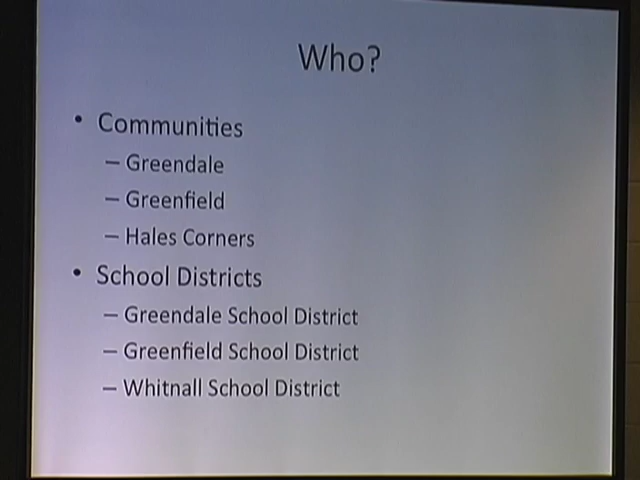 Who?
• Communities
– Greendale
– Greenfield
– Hales Corners
• School Districts
– Greendale School District
– Greenfield School District
– Whitnall School District